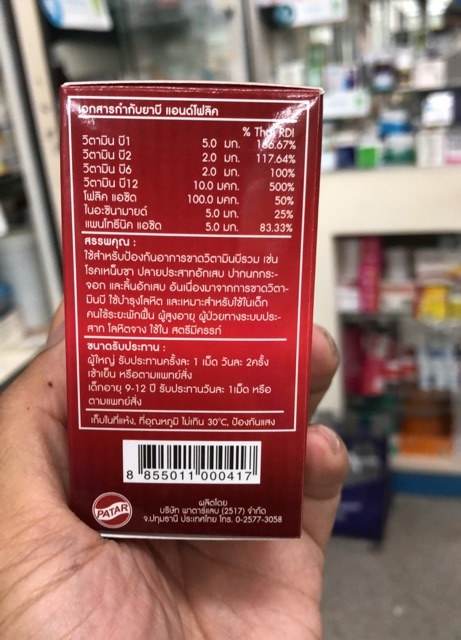 เอกสารกำกับยาบี แอนด์โฟลิค
% Thai RDI
วิตามิน บี1 5.0 มก. 166.67%
วิตามิน บี2 2.0 มก. 117.64%
วิตามิน บี6 2.0 มก. 100%
วิตามิน บี12 10.0 มคก. 500%
โฟลิค แอซิด 100.0 มคก. 50%
ไนอะซินามายด์ 5.0 มก. 25%
แพนโทธีนิค แอซิด 5.0 มก. 83.33%
สรรพคุณ :
ใช้สำหรับป้องกันอาการขาดวิตามินบีรวม เช่น
โรคเหน็บชา ปลายประสาทอักเสบ ปากนกกระ-
จอก และลิ้นอักเสบ อันเนื่องมาจากการขาดวิตา-
มินบี ใช้บำรุงโลหิต และเหมาะสำหรับใช้ในเด็ก
คนไข้ระยะพักฟื้น ผู้สูงอายุ ผู้ป่วยทางระบบประ-
สาท โลหิตจาง ใช้ใน สตรีมีครรภ์
ขนาดรับประทาน :
ผู้ใหญ่ รับประทานครั้งละ 1 เม็ด วันละ 2ครั้ง
เช้าเย็น หรือตามแพทย์สั่ง
เด็กอายุ 9-12 ปี รับประทานวันละ 1เม็ด หรือ
ตามแพทย์สั่ง
เก็บในที่แห้ง, ที่อุณหภูมิ ไม่เกิน 30°C, ป้องกันแสง
8 855011 000417
PATAR
ผลิตโดย
บริษัท พาตาร์แลบ (2517) จำกัด
จ.ปทุมธานี ประเทศไทย โทร. 0-2577-3058